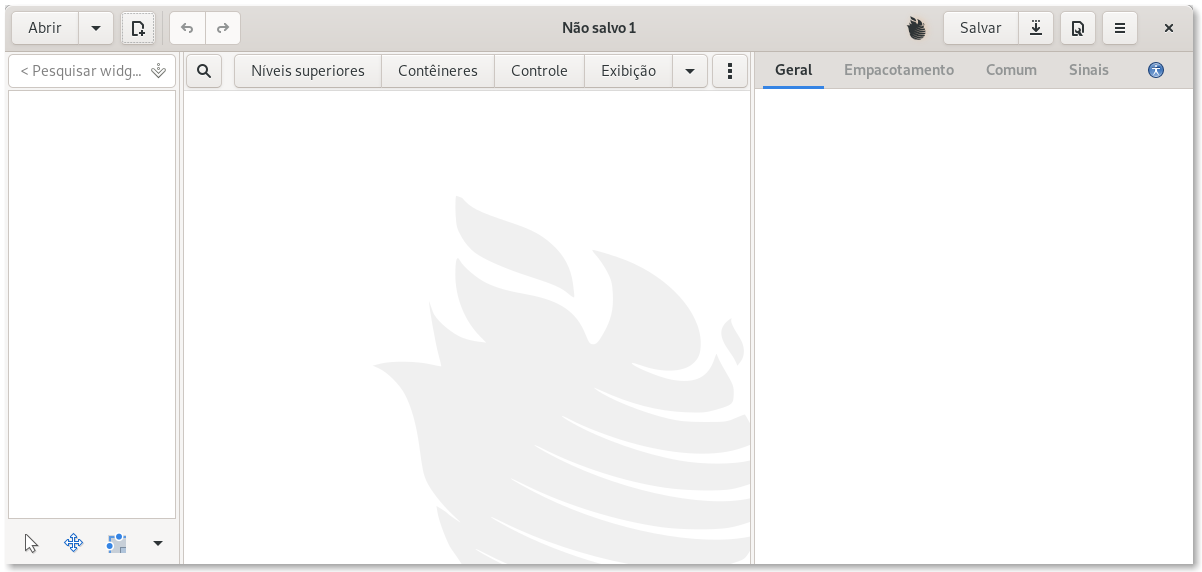 Abrir
Não salvo 1
Salvar
< Pesquisar widg...
Níveis superiores
Contêineres
Controle
Exibição
Geral
Empacotamento
Comum
Sinais